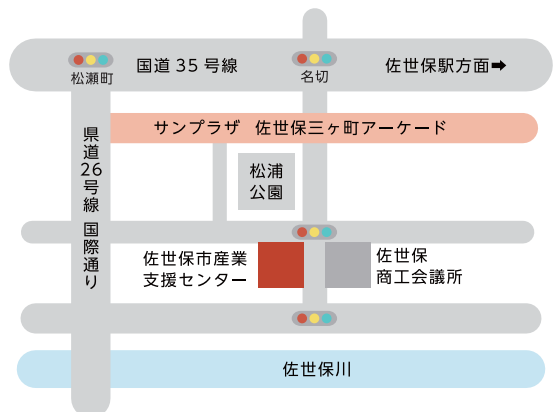 国道 35 号線
佐世保駅方面➡
松瀬町
名切
サンプラザ 佐世保三ヶ町アーケード
県道26号線 国際通り
松浦
公園
佐世保市産業
支援センター
佐世保
商工会議所
佐世保川